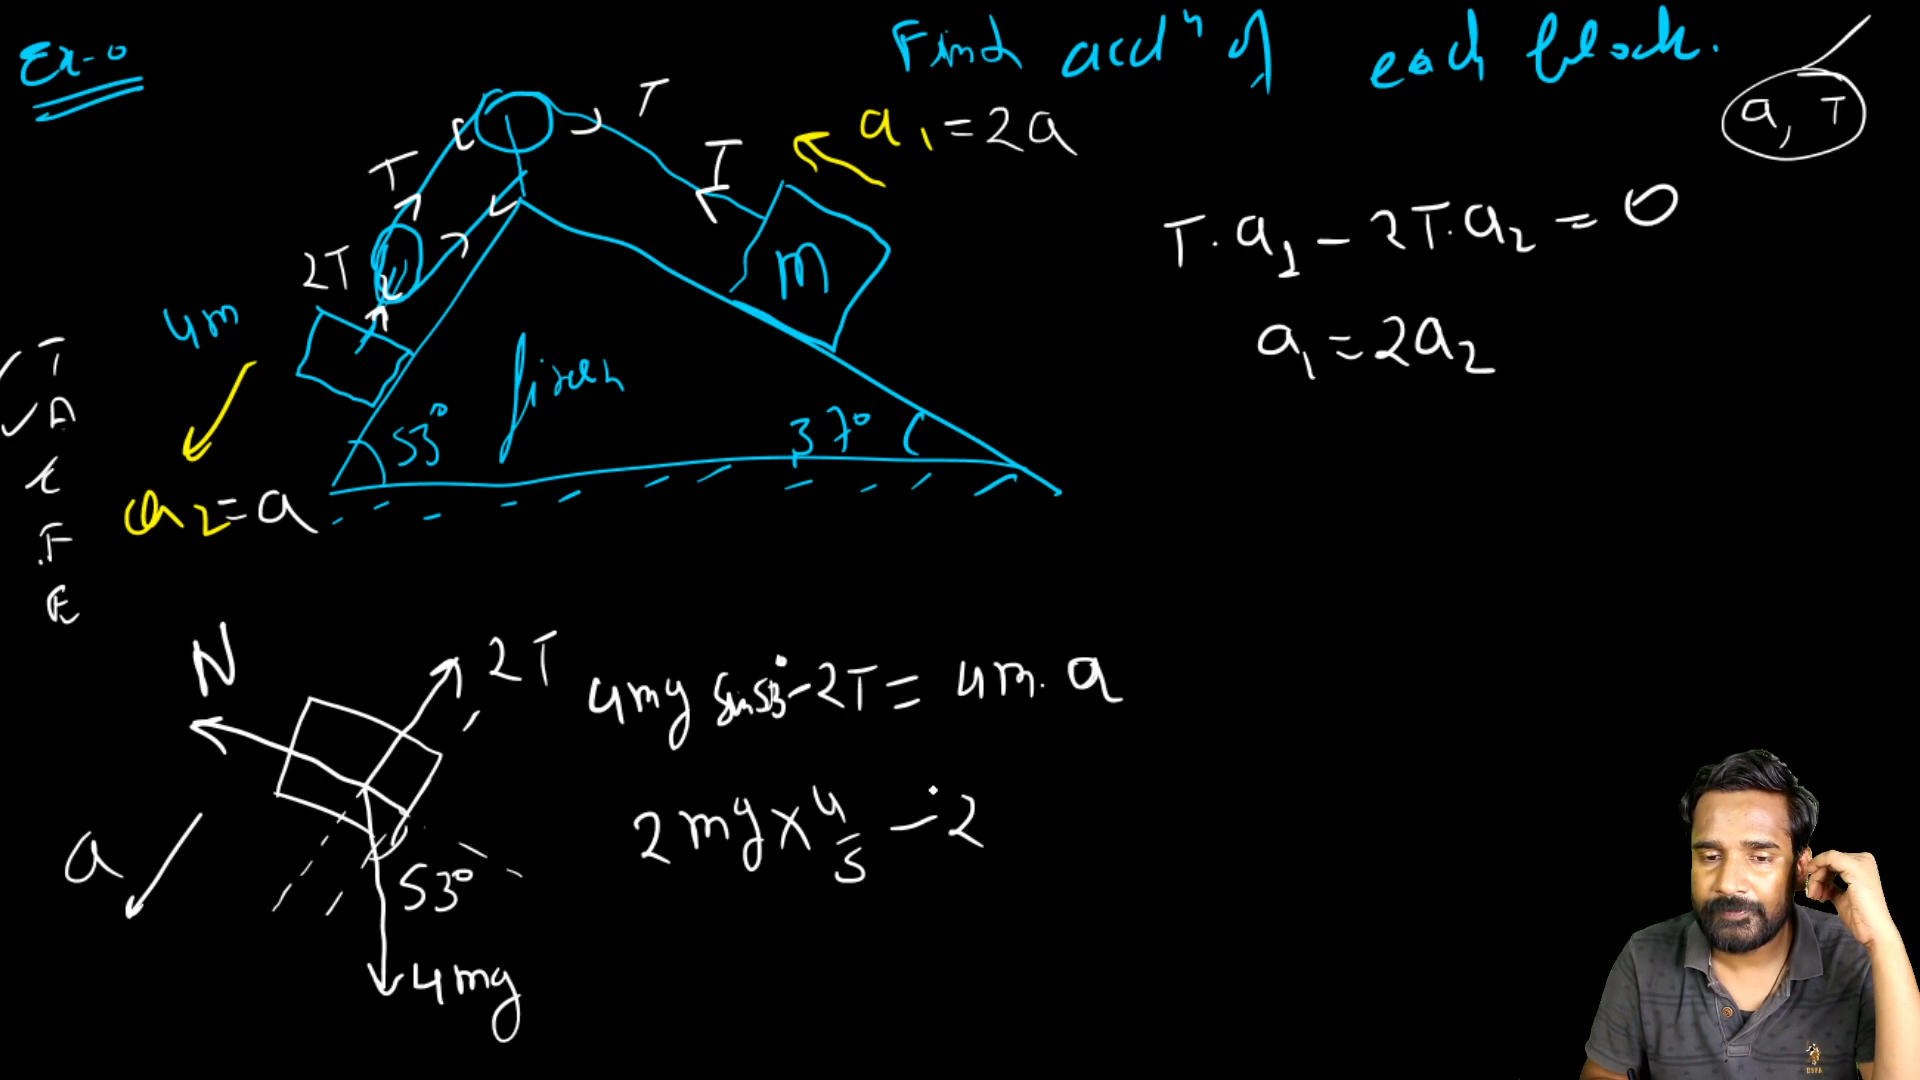 Ex-0
Find accⁿ of each block.
a, T
a₁ = 2a
T
T
T
2T
m
4m
T · a₁ - 2T · a₂ = 0
a₁ = 2a₂
T
A
F
E
53°
37°
a₂ = a
N
2T
4mg sin53° - 2T = 4m · a
a
53°
2mg × 4/5 - 2
4mg
USPA